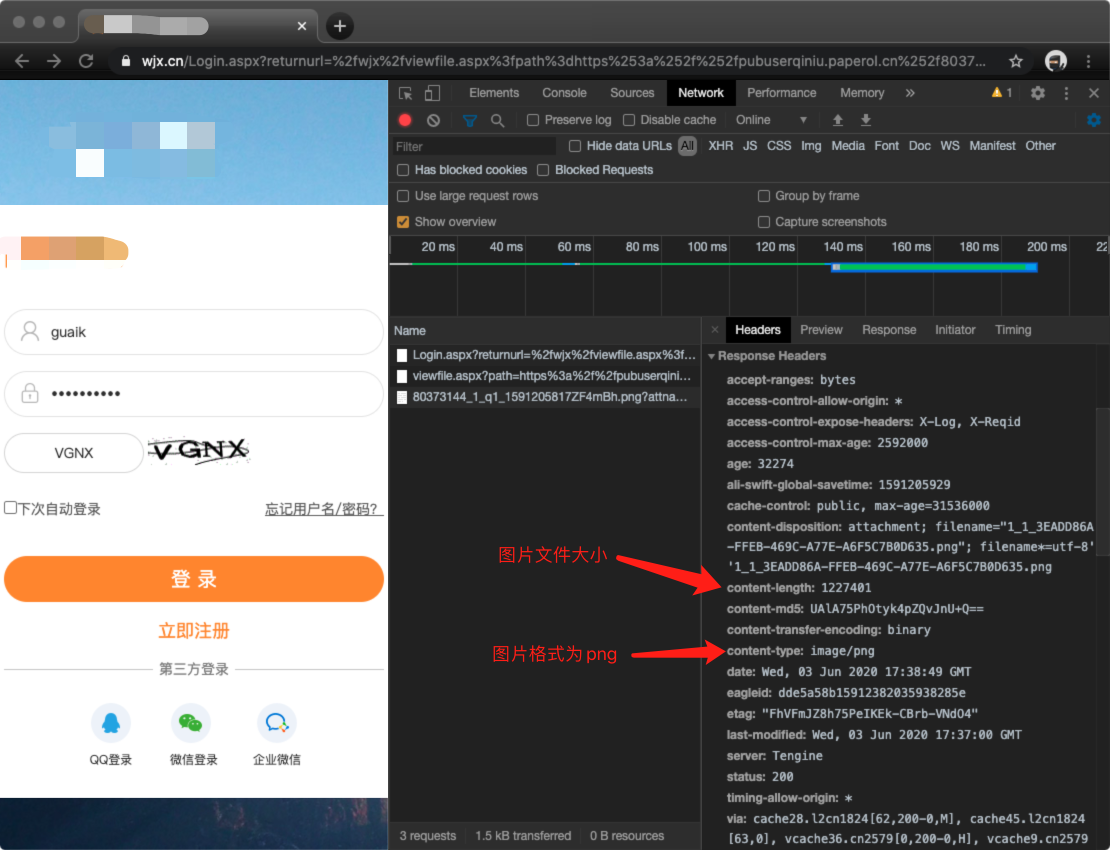 wjx.cn/Login.aspx?returnurl=%2fwjx%2fviewfile.aspx%3fpath%3dhttps%253a%252f%252fpubuserqiniu.paperol.cn%252f8037...
guaik
••••••••••
VGNX
VGNX
下次自动登录
忘记用户名/密码?
登 录
立即注册
第三方登录
QQ登录
微信登录
企业微信
Elements Console Sources Network Performance Memory » 1
Preserve log Disable cache Online
Filter Hide data URLs All XHR JS CSS Img Media Font Doc WS Manifest Other
Has blocked cookies Blocked Requests
Use large request rows Group by frame
Show overview Capture screenshots
20 ms 40 ms 60 ms 80 ms 100 ms 120 ms 140 ms 160 ms 180 ms 200 ms 22
Name
Login.aspx?returnurl=%2fwjx%2fviewfile.aspx%3f...
viewfile.aspx?path=https%3a%2f%2fpubuserqini...
80373144_1_q1_1591205817ZF4mBh.png?attna...
图片文件大小
图片格式为 png
3 requests 1.5 kB transferred 0 B resources
Headers Preview Response Initiator Timing
Response Headers
accept-ranges: bytes
access-control-allow-origin: *
access-control-expose-headers: X-Log, X-Reqid
access-control-max-age: 2592000
age: 32274
ali-swift-global-savetime: 1591205929
cache-control: public, max-age=31536000
content-disposition: attachment; filename="1_1_3EADD86A
-FFEB-469C-A77E-A6F5C7B0D635.png"; filename*=utf-8'
'1_1_3EADD86A-FFEB-469C-A77E-A6F5C7B0D635.png
content-length: 1227401
content-md5: UAlA75PhOtyk4pZQvJnU+Q==
content-transfer-encoding: binary
content-type: image/png
date: Wed, 03 Jun 2020 17:38:49 GMT
eagleid: dde5a58b15912382035938285e
etag: "FhVFmJZ8h75PeIKEk-CBrb-VNdO4"
last-modified: Wed, 03 Jun 2020 17:37:00 GMT
server: Tengine
status: 200
timing-allow-origin: *
via: cache28.l2cn1824[62,200-0,M], cache45.l2cn1824
[63,0], vcache36.cn2579[0,200-0,H], vcache9.cn2579